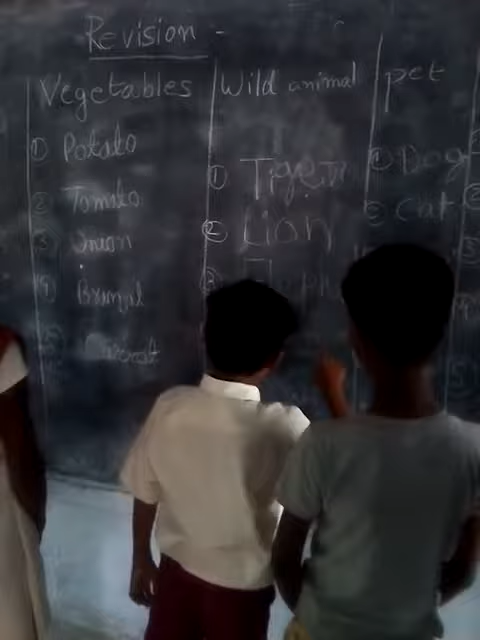 Revision -
Vegetables
① Potato
② Tomato
③ Onion
④ Brinjal
Wild animal
① Tiger
② Lion
③
pet
① Dog
② Cat